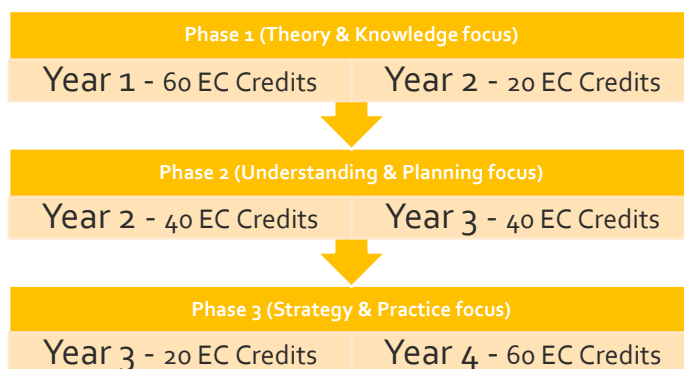 Phase 1 (Theory & Knowledge focus)
Year 1 - 60 EC Credits Year 2 - 20 EC Credits
Phase 2 (Understanding & Planning focus)
Year 2 - 40 EC Credits Year 3 - 40 EC Credits
Phase 3 (Strategy & Practice focus)
Year 3 - 20 EC Credits Year 4 - 60 EC Credits